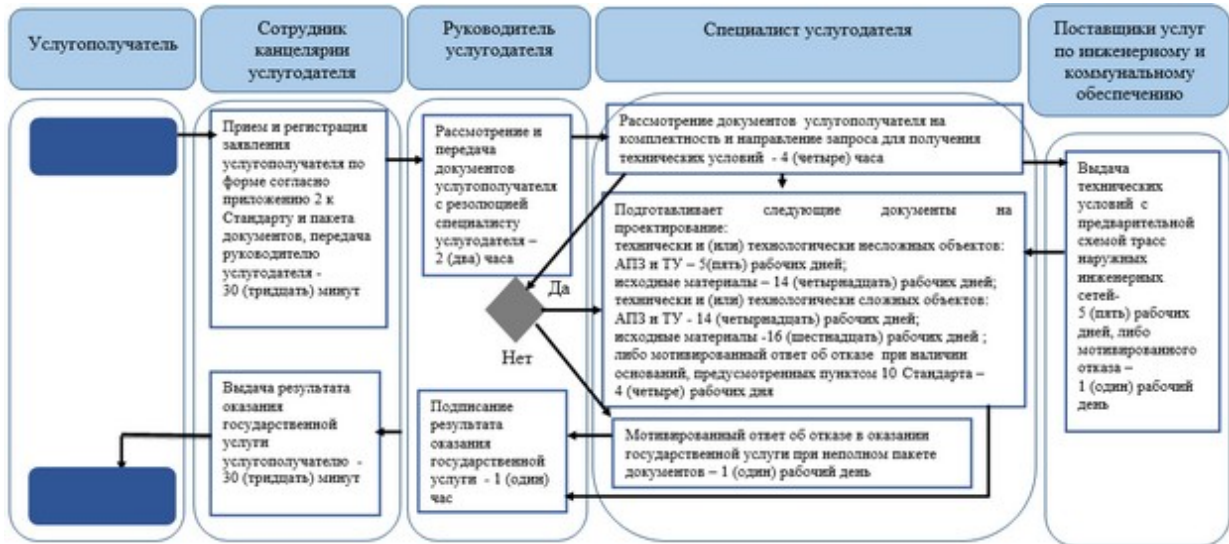 Услугополучатель
Сотрудник
канцелярии
услугодателя
Руководитель
услугодателя
Специалист услугодателя
Поставщики услуг
по инженерному и
коммунальному
обеспечению
Прием и регистрация
заявления
услугополучателя по
форме согласно
приложению 2 к
Стандарту и пакета
документов, передача
руководителю
услугодателя -
30 (тридцать) минут
Рассмотрение и
передача
документов
услугополучателя
с резолюцией
специалисту
услугодателя –
2 (два) часа
Рассмотрение документов услугополучателя на
комплектность и направление запроса для получения
технических условий - 4 (четыре) часа
Подготавливает следующие документы на
проектирование:
технически и (или) технологически несложных объектов:
АПЗ и ТУ – 5(пять) рабочих дней;
исходные материалы – 14 (четырнадцать) рабочих дней;
технически и (или) технологически сложных объектов:
АПЗ и ТУ - 14 (четырнадцать) рабочих дней;
исходные материалы -16 (шестнадцать) рабочих дней ;
либо мотивированный ответ об отказе при наличии
оснований, предусмотренных пунктом 10 Стандарта –
4 (четыре) рабочих дня
Выдача
технических
условий с
предварительной
схемой трасс
наружных
инженерных
сетей-
5 (пять) рабочих
дней, либо
мотивированного
отказа –
1 (один) рабочий
день
Да
Нет
Выдача результата
оказания
государственной
услуги
услугополучателю -
30 (тридцать) минут
Подписание
результата
оказания
государственной
услуги - 1 (один)
час
Мотивированный ответ об отказе в оказании
государственной услуги при неполном пакете
документов – 1 (один) рабочий день